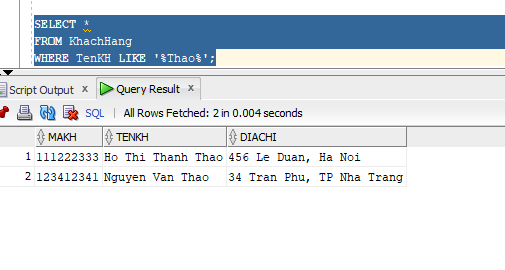 SELECT *
FROM KhachHang
WHERE TenKH LIKE '%Thao%';
Script Output x Query Result x
SQL | All Rows Fetched: 2 in 0.004 seconds
MAKH TENKH DIACHI
1 111222333 Ho Thi Thanh Thao 456 Le Duan, Ha Noi
2 123412341 Nguyen Van Thao 34 Tran Phu, TP Nha Trang